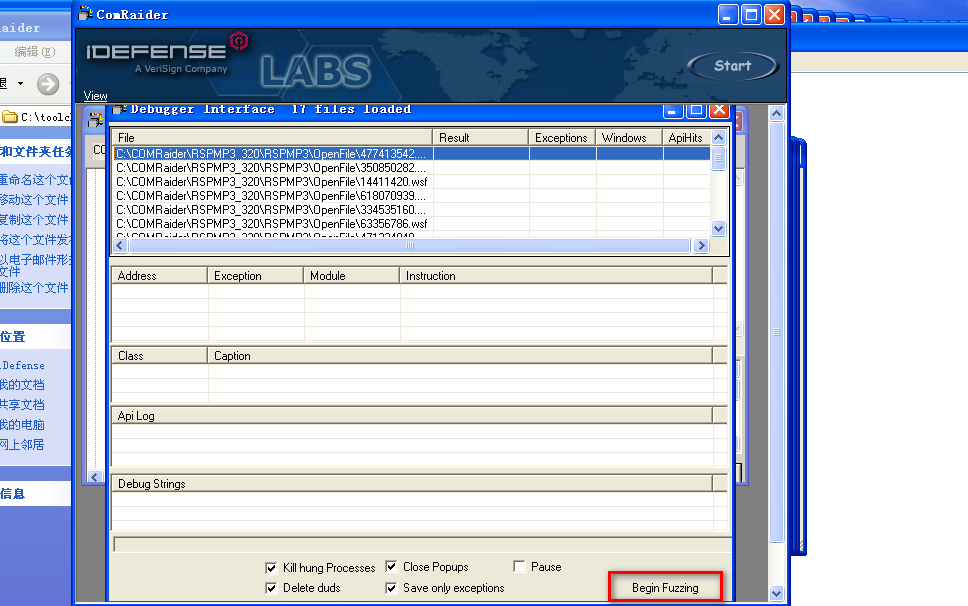 ComRaider
aider
编辑(E)
iDEFENSE
A VeriSign Company
LABS
Start
View
C:\toolc
Debugger Interface 17 files loaded
File Result Exceptions Windows ApiHits
C:\COMRaider\RSPMP3_320\RSPMP3\OpenFile\477413542....
C:\COMRaider\RSPMP3_320\RSPMP3\OpenFile\350850262....
C:\COMRaider\RSPMP3_320\RSPMP3\OpenFile\14411420.wsf
C:\COMRaider\RSPMP3_320\RSPMP3\OpenFile\618070939....
C:\COMRaider\RSPMP3_320\RSPMP3\OpenFile\334535160....
C:\COMRaider\RSPMP3_320\RSPMP3\OpenFile\63356786.wsf
和文件夹任务
重命名这个文件
移动这个文件
复制这个文件
将这个文件发布
以电子邮件形式
文件
删除这个文件
位置
Defense
我的文档
共享文档
我的电脑
网上邻居
信息
Address Exception Module Instruction
Class Caption
Api Log
Debug Strings
Kill hung Processes Close Popups Pause
Delete duds Save only exceptions
Begin Fuzzing